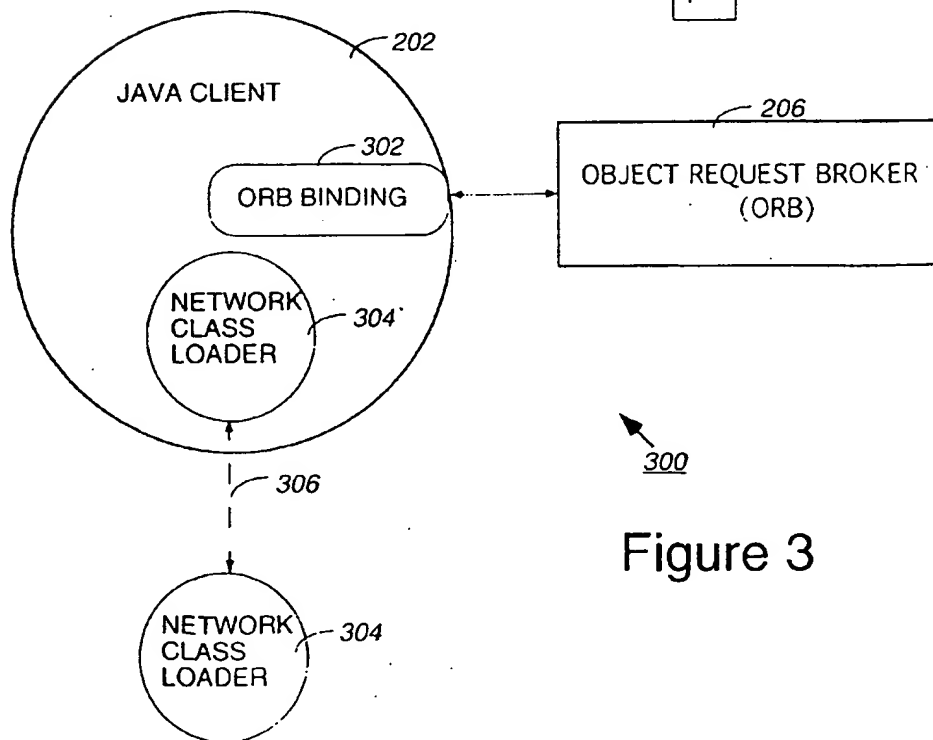 202
JAVA CLIENT
206
302
ORB BINDING
OBJECT REQUEST BROKER
(ORB)
NETWORK
CLASS
LOADER
304
300
306
Figure 3
NETWORK
CLASS
LOADER
304